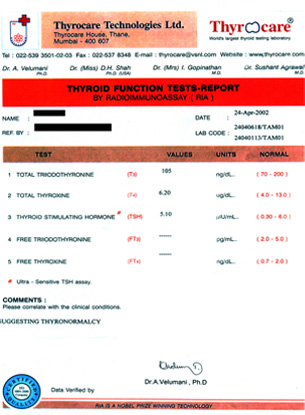 Thyrocare Technologies Ltd.
Thyrocare House, Thane,
Mumbai - 400 607
Thyrocare
World's largest thyroid testing laboratory
Tel : 022-539 3501-02-03 Fax : 022-537 8348 E-mail : thyrocare@vsnl.com Website : www.thyrocare.com
Dr. A. Velumani Ph.D. Dr. (Miss) D.H. Shah Ph.D. (USA) Dr. (Mrs) I. Gopinathan M.D. Dr. Sushant Agrawal M.D.
THYROID FUNCTION TESTS-REPORT
BY RADIOIMMUNOASSAY ( RIA )
NAME :
DATE : 24-Apr-2002
REF. BY :
LAB CODE : 24040618/TAM01
24040113/TAM01
TEST VALUES UNITS NORMAL
1 TOTAL TRIIODOTHYRONINE (T3) 105 ng/dL. ( 70 - 200)
2 TOTAL THYROXINE (T4) 6.20 ug/dL. ( 4.0 - 13.0)
3 THYROID STIMULATING HORMONE * (TSH) 5.10 uIU/mL. (0.30 - 6.0)
4 FREE TRIIODOTHYRONINE (FT3) — pg/mL. ( 2.0 - 5.0 )
5 FREE THYROXINE (FT4) — ng/dL. ( 0.7 - 2.0 )
* Ultra - Sensitive TSH assay.
COMMENTS :
Please correlate with the clinical conditions.
SUGGESTING THYRONORMALCY
CERTIFIED
QUALITY
Data Verified by
Dr.A.Velumani , Ph.D
RIA IS A NOBEL PRIZE WINNING TECHNOLOGY